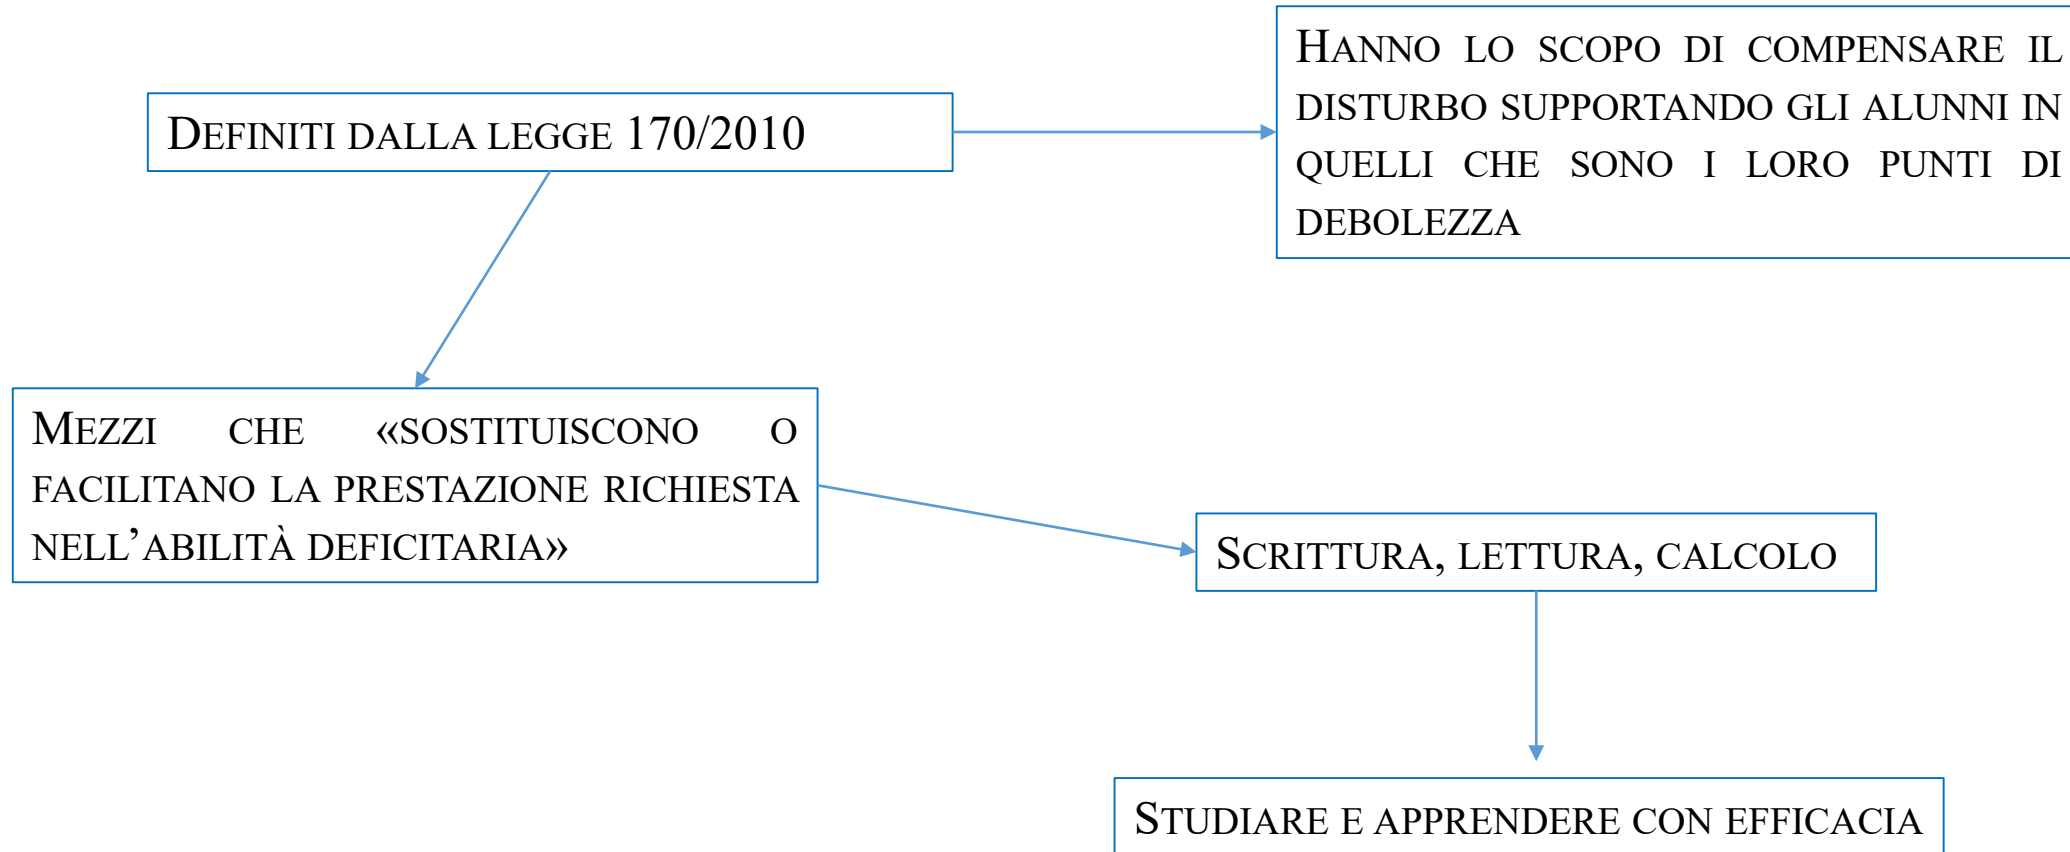 Definiti dalla legge 170/2010
Hanno lo scopo di compensare il
disturbo supportando gli alunni in
quelli che sono i loro punti di
debolezza
Mezzi che «sostituiscono o
facilitano la prestazione richiesta
nell’abilità deficitaria»
Scrittura, lettura, calcolo
Studiare e apprendere con efficacia